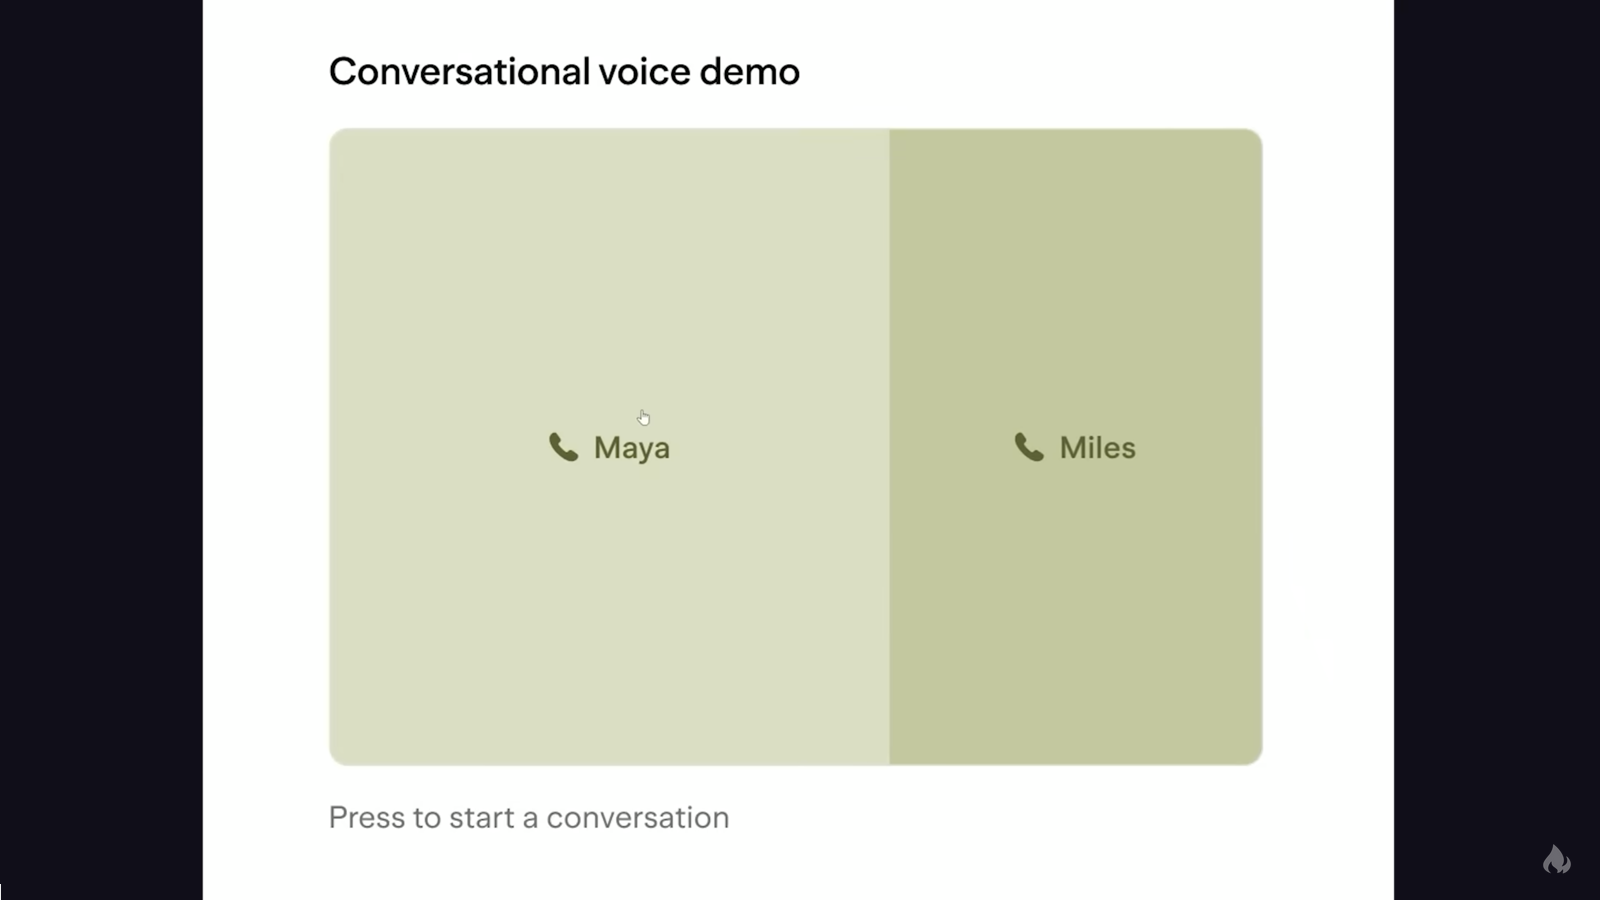 Conversational voice demo
Maya
Miles
Press to start a conversation